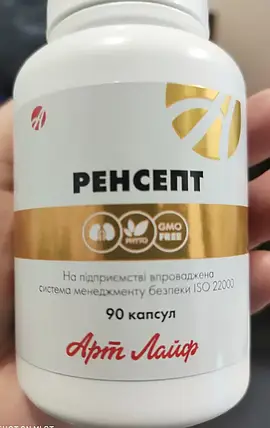 РЕНСЕПТ
PHYTO
GMO
FREE
На підприємстві впроваджена
система менеджменту безпеки ISO 22000
90 капсул
Арт Лайф